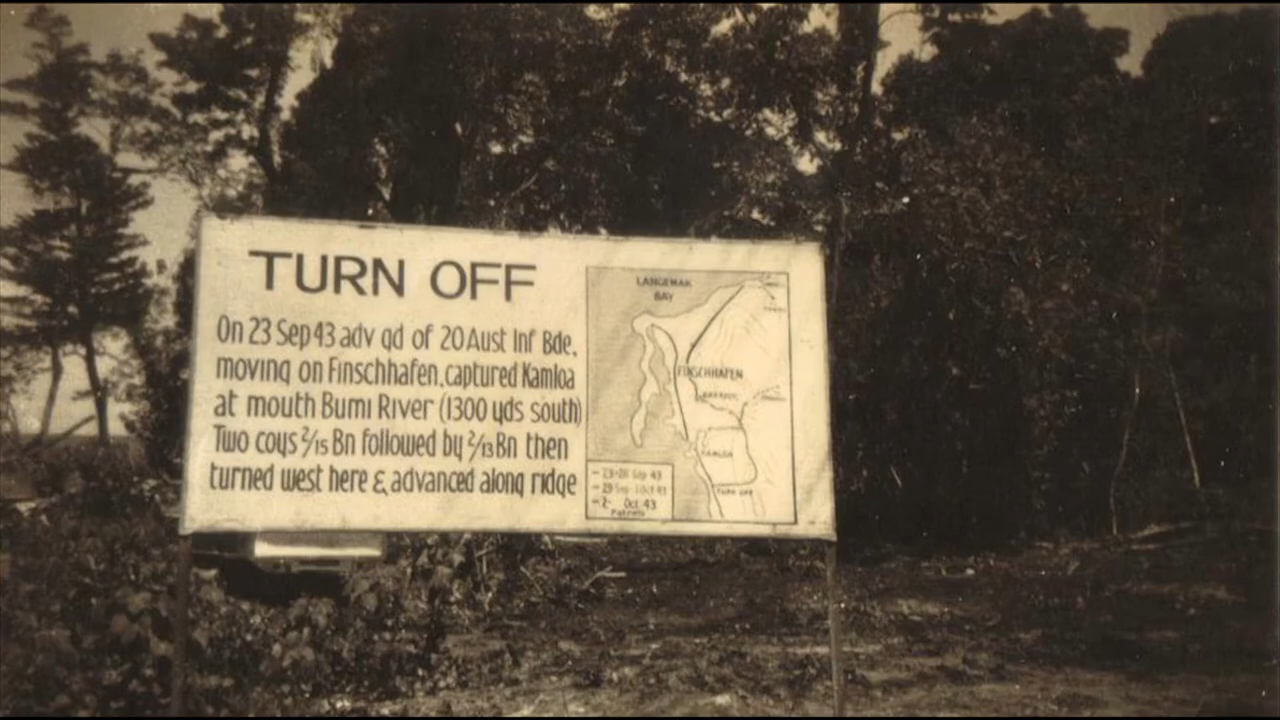 TURN OFF
On 23 Sep 43 adv gd of 20 Aust Inf Bde,
moving on Finschhafen, captured Kamloa
at mouth Bumi River (1300 yds south)
Two coys 2/15 Bn followed by 2/13 Bn then
turned west here & advanced along ridge
LANGEMAK
BAY
FINSCHHAFEN
KAMLOA
TURN OFF
- 23-28 Sep 43
- 29 Sep - 1 Oct 43
- 2- Oct 43
Patrols